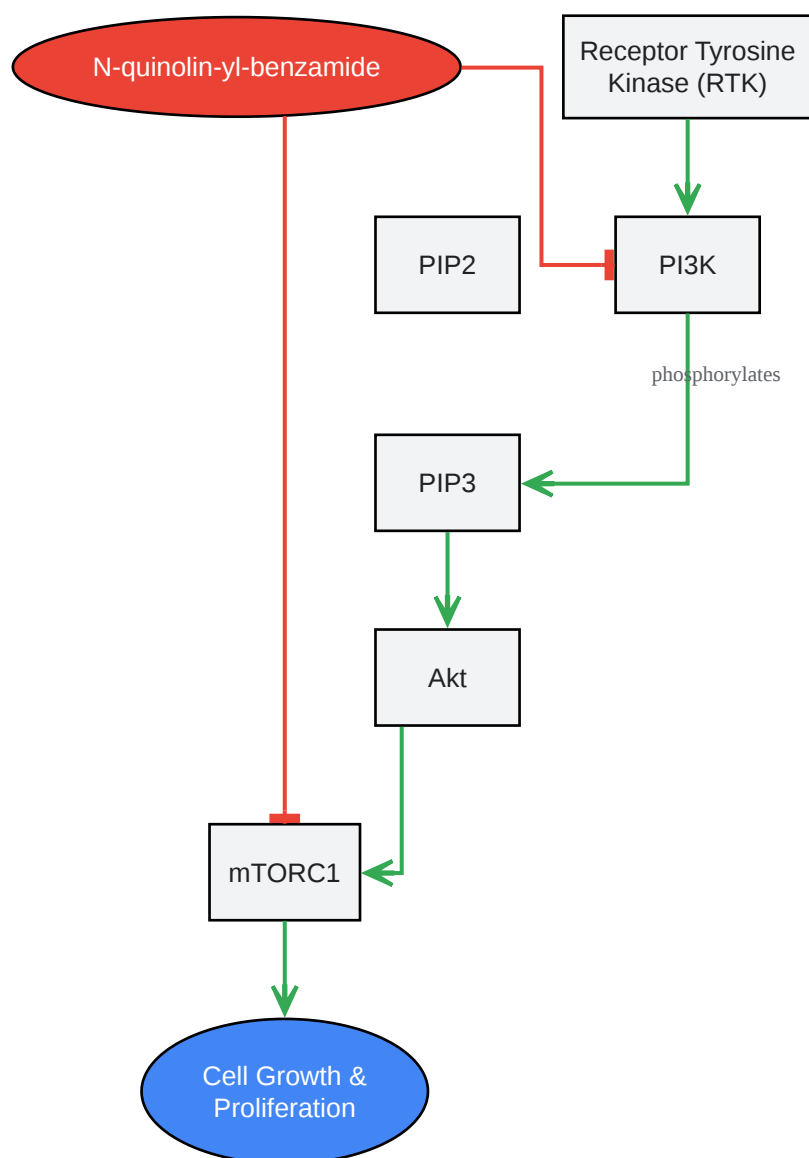 N-quinolin-yl-benzamide
Receptor Tyrosine
Kinase (RTK)
PIP2
PI3K
phosphorylates
PIP3
Akt
mTORC1
Cell Growth &
Proliferation